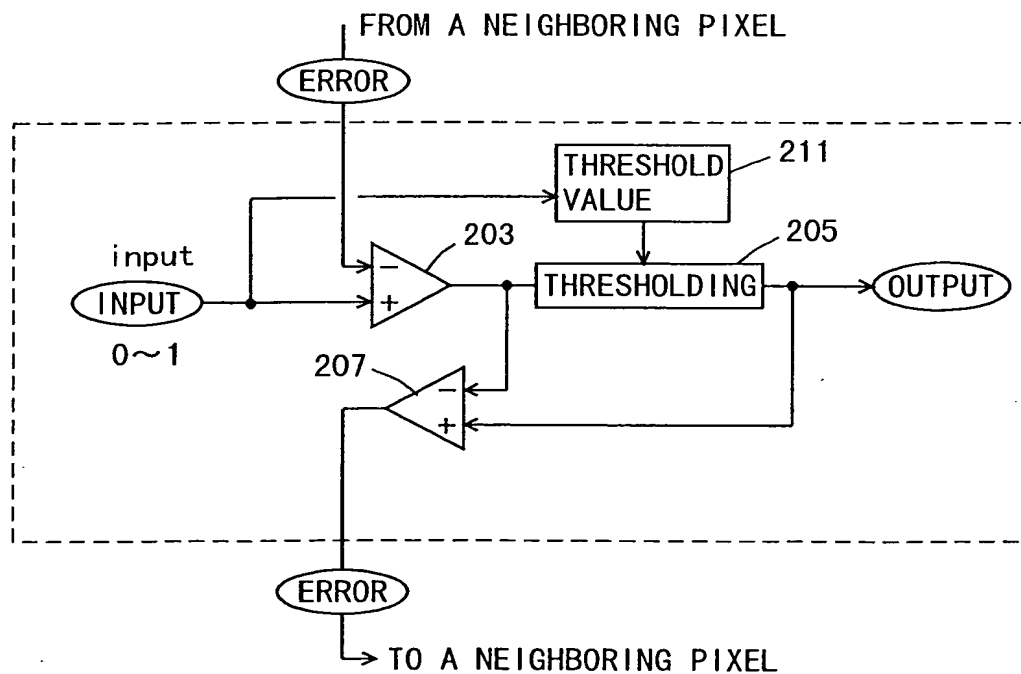 FROM A NEIGHBORING PIXEL
ERROR
THRESHOLD
VALUE
211
203
205
input
INPUT
0～1
−
+
THRESHOLDING
OUTPUT
207
−
+
ERROR
TO A NEIGHBORING PIXEL